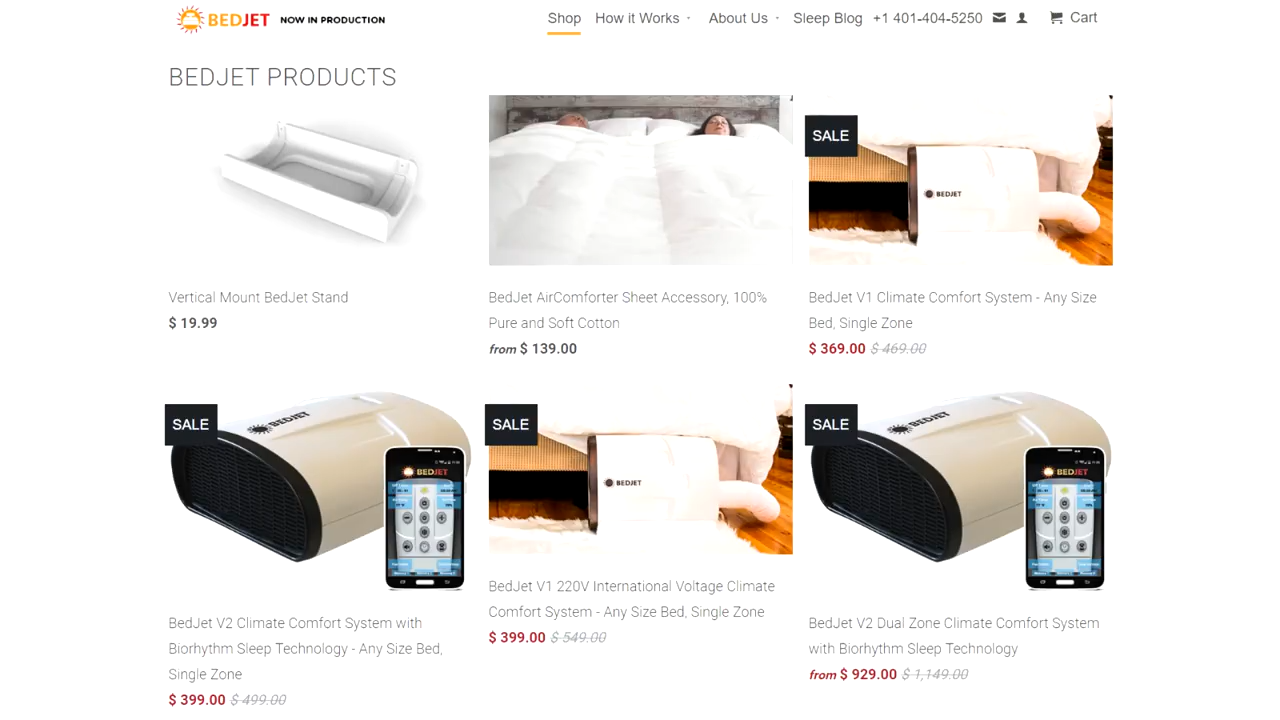 BEDJET NOW IN PRODUCTION
Shop How it Works About Us Sleep Blog +1 401-404-5250 Cart
BEDJET PRODUCTS
SALE
BEDJET
Vertical Mount BedJet Stand
$ 19.99
BedJet AirComforter Sheet Accessory, 100%
Pure and Soft Cotton
from $ 139.00
BedJet V1 Climate Comfort System - Any Size
Bed, Single Zone
$ 369.00 $ 469.00
SALE
BEDJET
BEDJET
BedJet V2 Climate Comfort System with
Biorhythm Sleep Technology - Any Size Bed,
Single Zone
$ 399.00 $ 499.00
SALE
BEDJET
BedJet V1 220V International Voltage Climate
Comfort System - Any Size Bed, Single Zone
$ 399.00 $ 549.00
SALE
BEDJET
BEDJET
BedJet V2 Dual Zone Climate Comfort System
with Biorhythm Sleep Technology
from $ 929.00 $ 1,149.00